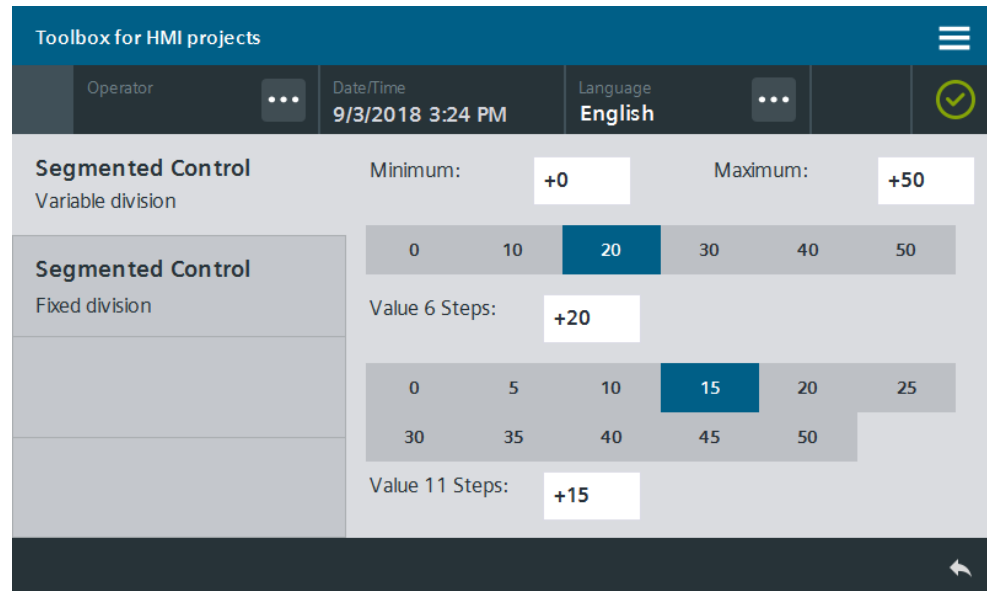 Toolbox for HMI projects
Operator
Date/Time
9/3/2018 3:24 PM
Language
English
Segmented Control
Variable division
Segmented Control
Fixed division
Minimum: +0 Maximum: +50
0 10 20 30 40 50
Value 6 Steps: +20
0 5 10 15 20 25
30 35 40 45 50
Value 11 Steps: +15